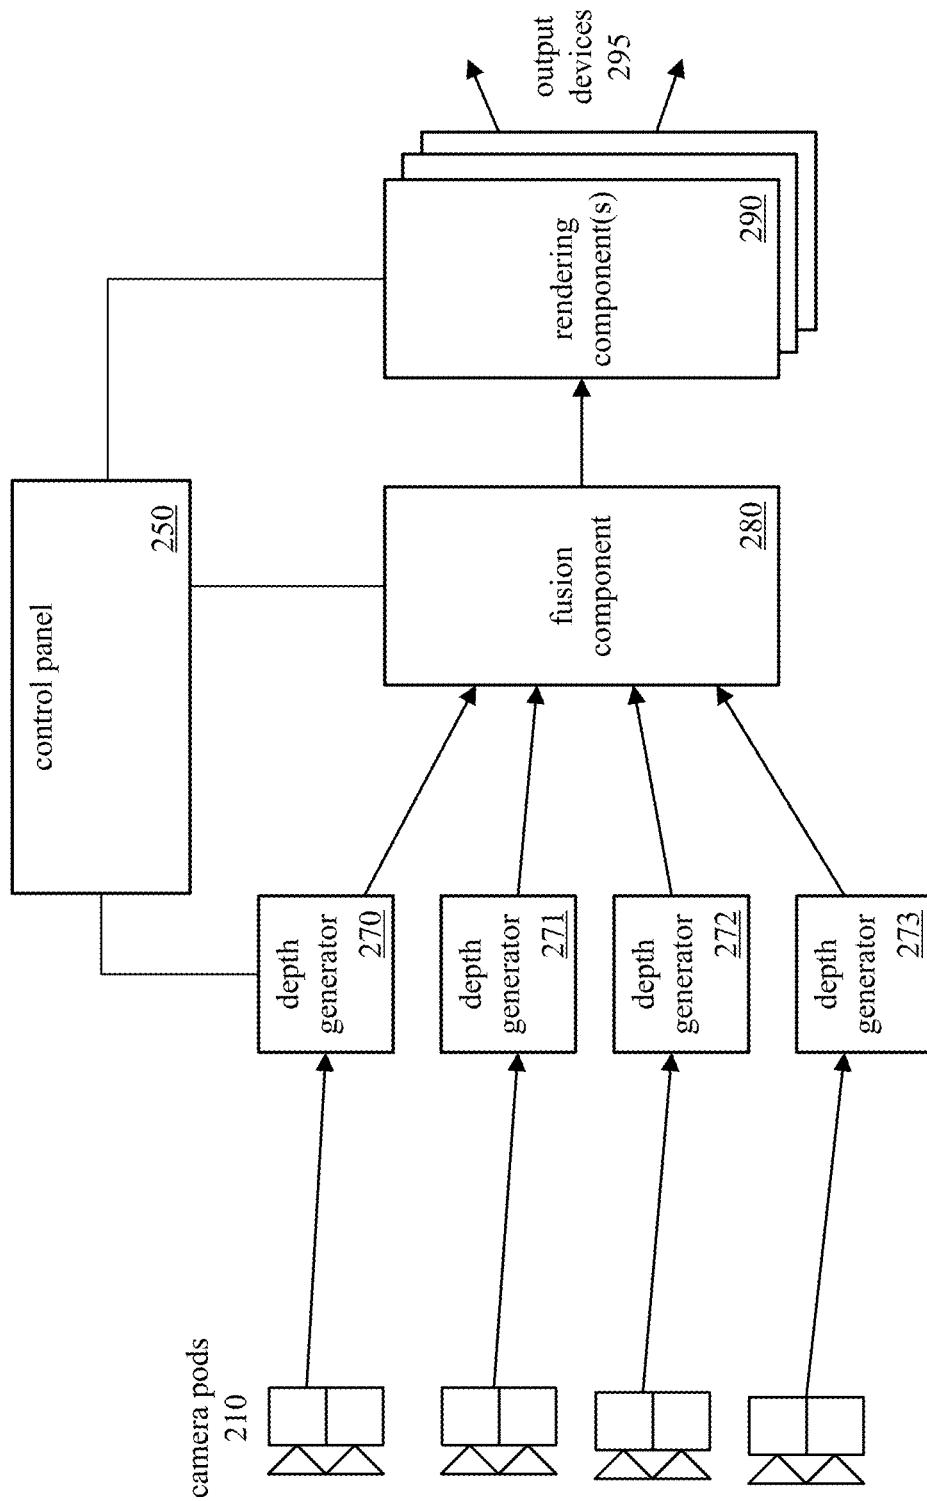 control panel
250
camera pods
210
depth
generator
270
depth
generator
271
depth
generator
272
depth
generator
273
fusion
component
280
rendering
component(s)
290
output
devices
295